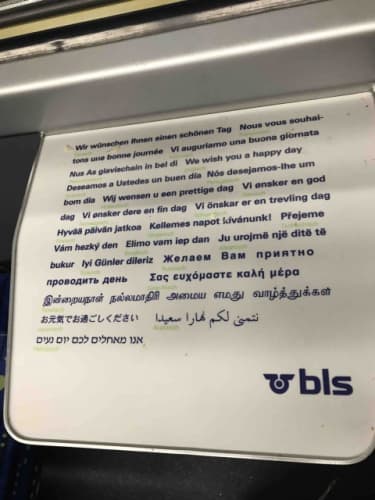 Wir wünschen Ihnen einen schönen Tag Nous vous souhai-
tons une bonne journée Vi auguriamo una buona giornata
Nus As giavischain in bel di We wish you a happy day
Deseamos a Ustedes un buen dia Nós desejamos-lhe um
bom dia Wij wensen u een prettige dag Vi ønsker en god
dag Vi ønsker dere en fin dag Vi önskar er en trevling dag
Hyvää päivän jatkoa Kellemes napot kívánunk! Přejeme
Vám hezký den Elimo vam iep dan Ju urojmë një ditë të
bukur Iyi Günler dileriz Желаем Вам приятно
проводить день Σας ευχόμαστε καλή μέρα
இன்றையநாள் நல்லமாதிரி அமைய எமது வாழ்த்துக்கள்
お元気でお過ごしください نتمنى لكم نهارا سعيدا
אנו מאחלים לכם יום נעים
bls